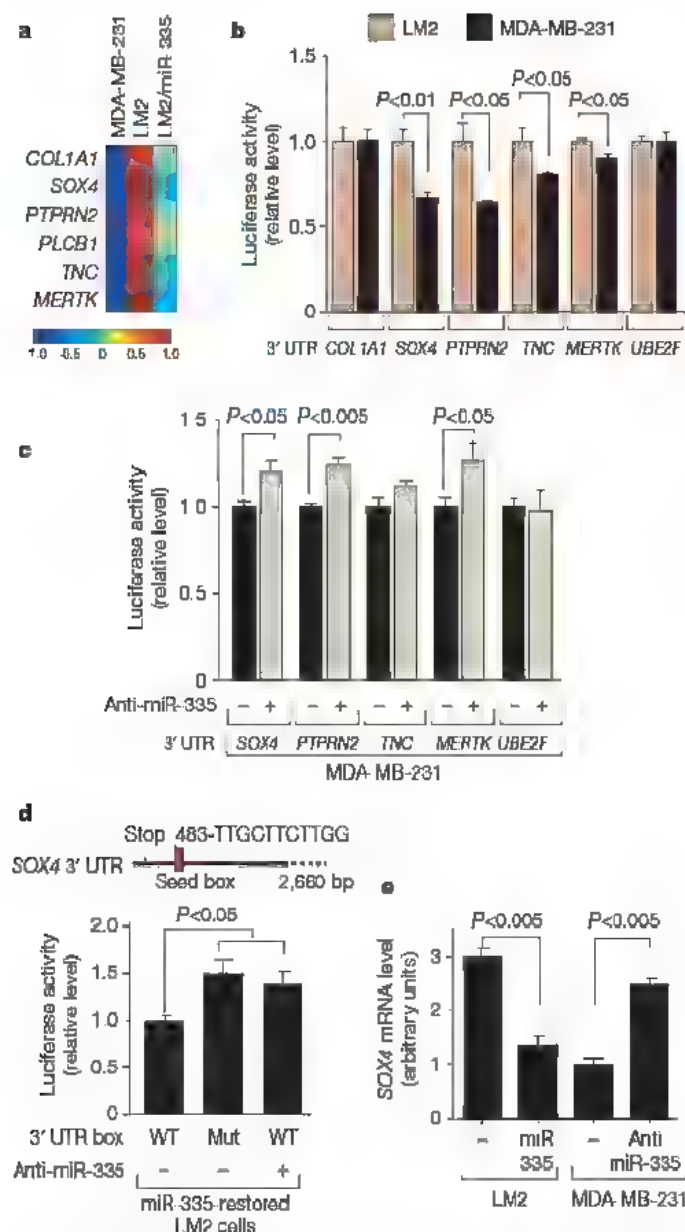 a
MDA-MB-231
LM2
LM2/miR-335
COL1A1
SOX4
PTPRN2
PLCB1
TNC
MERTK
-1.0 -0.5 0 0.5 1.0
b
LM2 MDA-MB-231
Luciferase activity
(relative level)
1.5
1.0
0.5
0
P<0.01 P<0.05 P<0.05 P<0.05
3′ UTR COL1A1 SOX4 PTPRN2 TNC MERTK UBE2F
c
Luciferase activity
(relative level)
1.5
1.0
0.5
0
P<0.05 P<0.005 P<0.05
Anti-miR-335 – + – + – + – + – +
3′ UTR SOX4 PTPRN2 TNC MERTK UBE2F
MDA MB-231
d
Stop 483-TTGCTTCTTGG
SOX4 3′ UTR
Seed box 2,660 bp
P<0.05
Luciferase activity
(relative level)
2.0
1.5
1.0
0.5
0
3′ UTR box WT Mut WT
Anti-miR-335 – – +
miR-335-restored
LM2 cells
e
P<0.005 P<0.005
SOX4 mRNA level
(arbitrary units)
3
2
1
0
– miR 335 – Anti miR-335
LM2 MDA MB-231